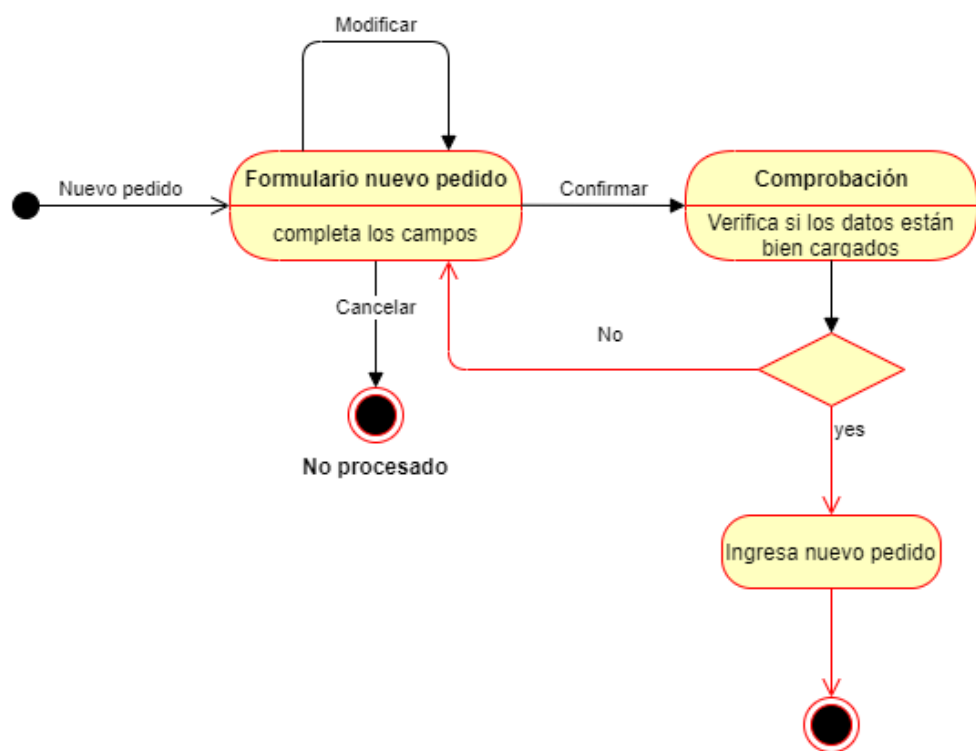 Modificar
Nuevo pedido
Formulario nuevo pedido
completa los campos
Confirmar
Comprobación
Verifica si los datos están
bien cargados
Cancelar
No
No procesado
yes
Ingresa nuevo pedido